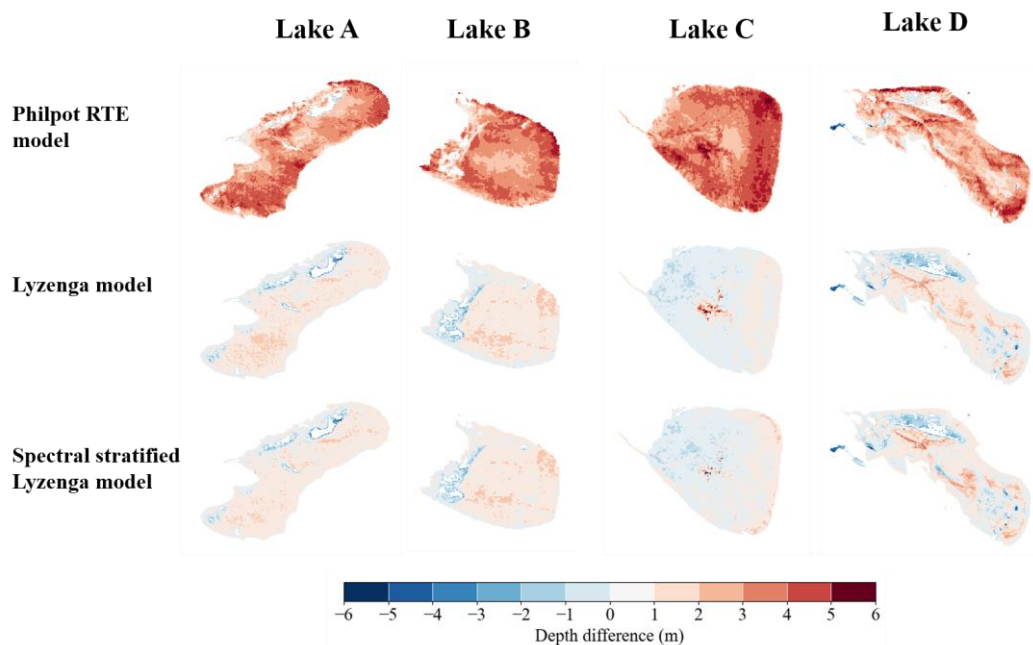 Lake A
Lake B
Lake C
Lake D
Philpot RTE
model
Lyzenga model
Spectral stratified
Lyzenga model
−6 −5 −4 −3 −2 −1 0 1 2 3 4 5 6
Depth difference (m)